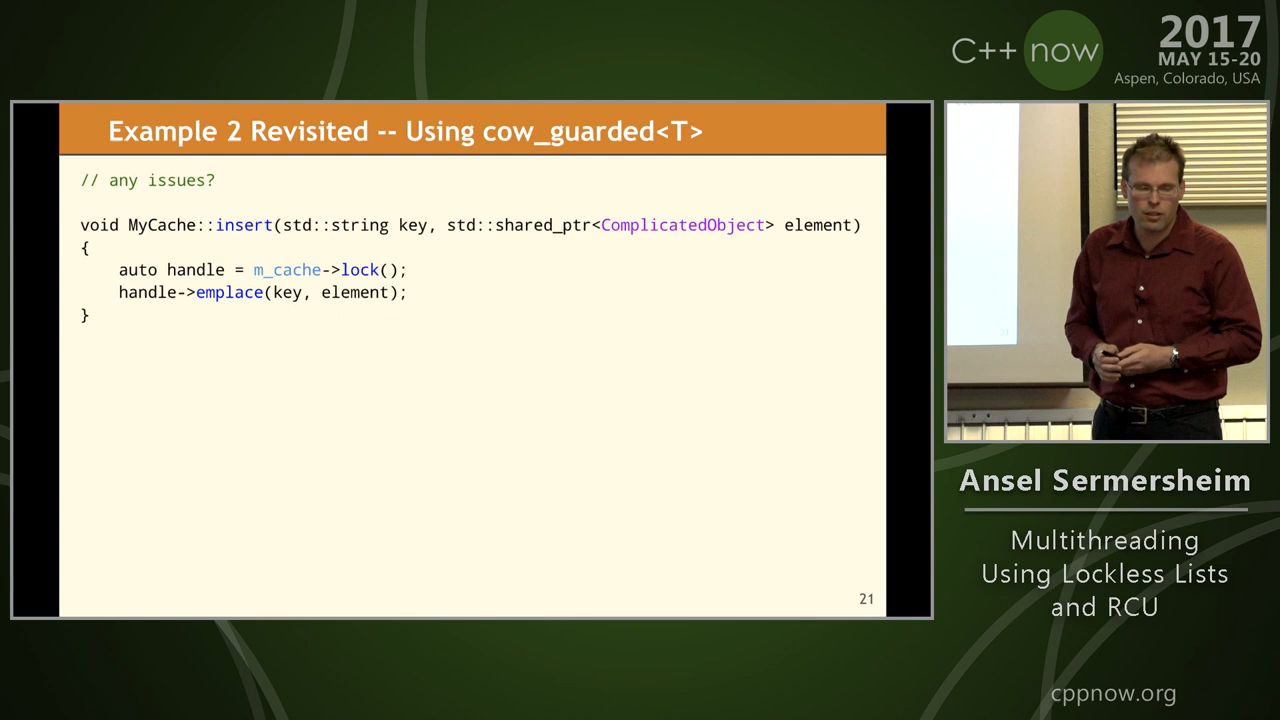 C++ now
2017
MAY 15-20
Aspen, Colorado, USA
Example 2 Revisited -- Using cow_guarded<T>
// any issues?
void MyCache::insert(std::string key, std::shared_ptr<ComplicatedObject> element)
{
    auto handle = m_cache->lock();
    handle->emplace(key, element);
}
21
Ansel Sermersheim
Multithreading
Using Lockless Lists
and RCU
cppnow.org